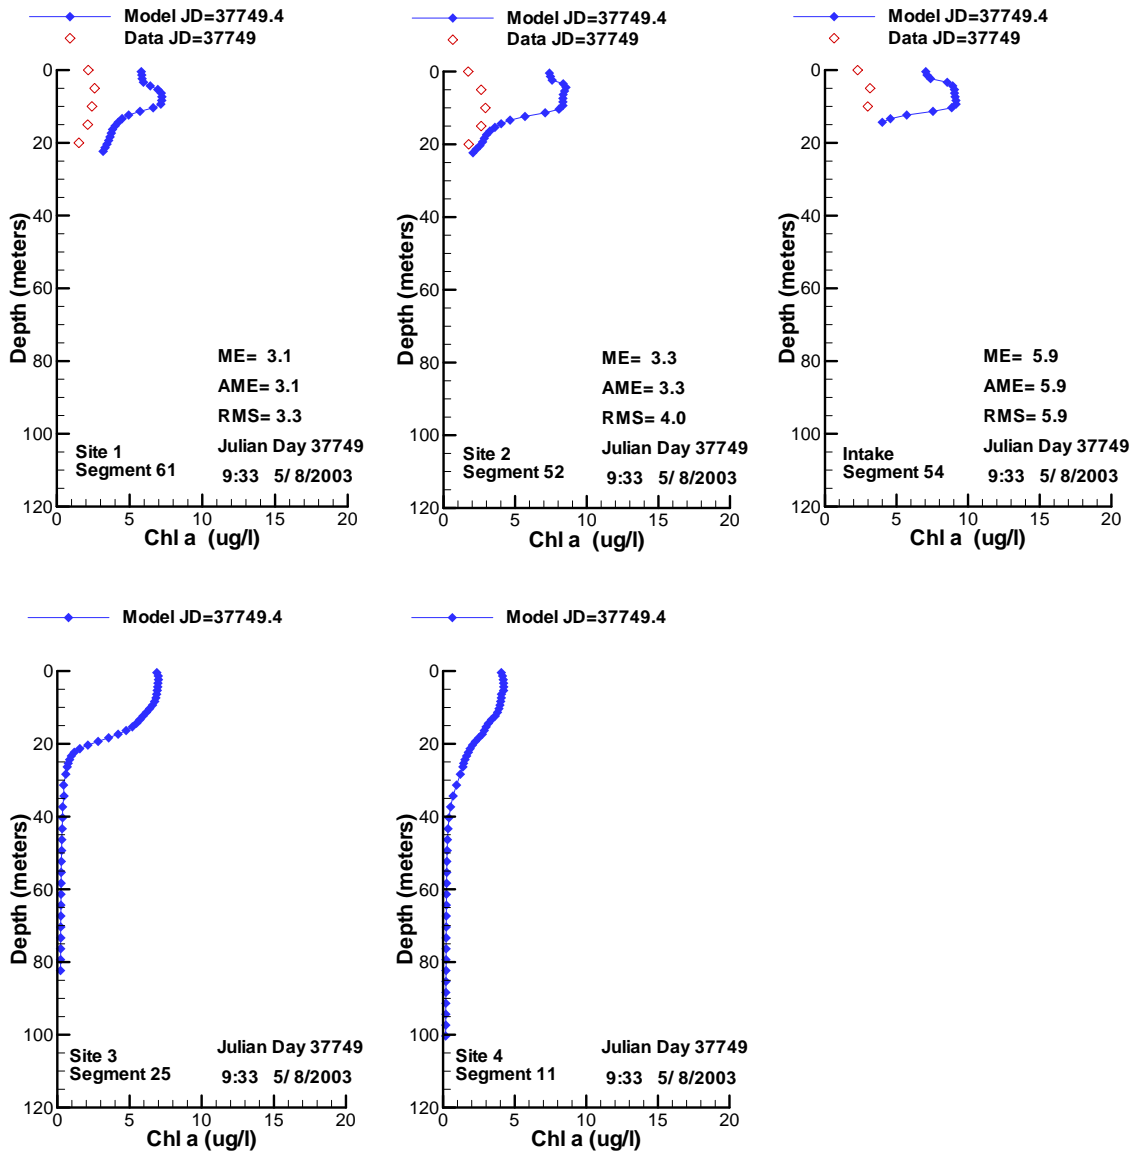 Model JD=37749.4
Data JD=37749
0
20
40
60
80
100
120
Depth (meters)
ME= 3.1
AME= 3.1
RMS= 3.3
Site 1
Segment 61
Julian Day 37749
9:33 5/ 8/2003
0 5 10 15 20
Chl a (ug/l)
Model JD=37749.4
Data JD=37749
0
20
40
60
80
100
120
Depth (meters)
ME= 3.3
AME= 3.3
RMS= 4.0
Site 2
Segment 52
Julian Day 37749
9:33 5/ 8/2003
0 5 10 15 20
Chl a (ug/l)
Model JD=37749.4
Data JD=37749
0
20
40
60
80
100
120
Depth (meters)
ME= 5.9
AME= 5.9
RMS= 5.9
Intake
Segment 54
Julian Day 37749
9:33 5/ 8/2003
0 5 10 15 20
Chl a (ug/l)
Model JD=37749.4
0
20
40
60
80
100
120
Depth (meters)
Site 3
Segment 25
Julian Day 37749
9:33 5/ 8/2003
0 5 10 15 20
Chl a (ug/l)
Model JD=37749.4
0
20
40
60
80
100
120
Depth (meters)
Site 4
Segment 11
Julian Day 37749
9:33 5/ 8/2003
0 5 10 15 20
Chl a (ug/l)